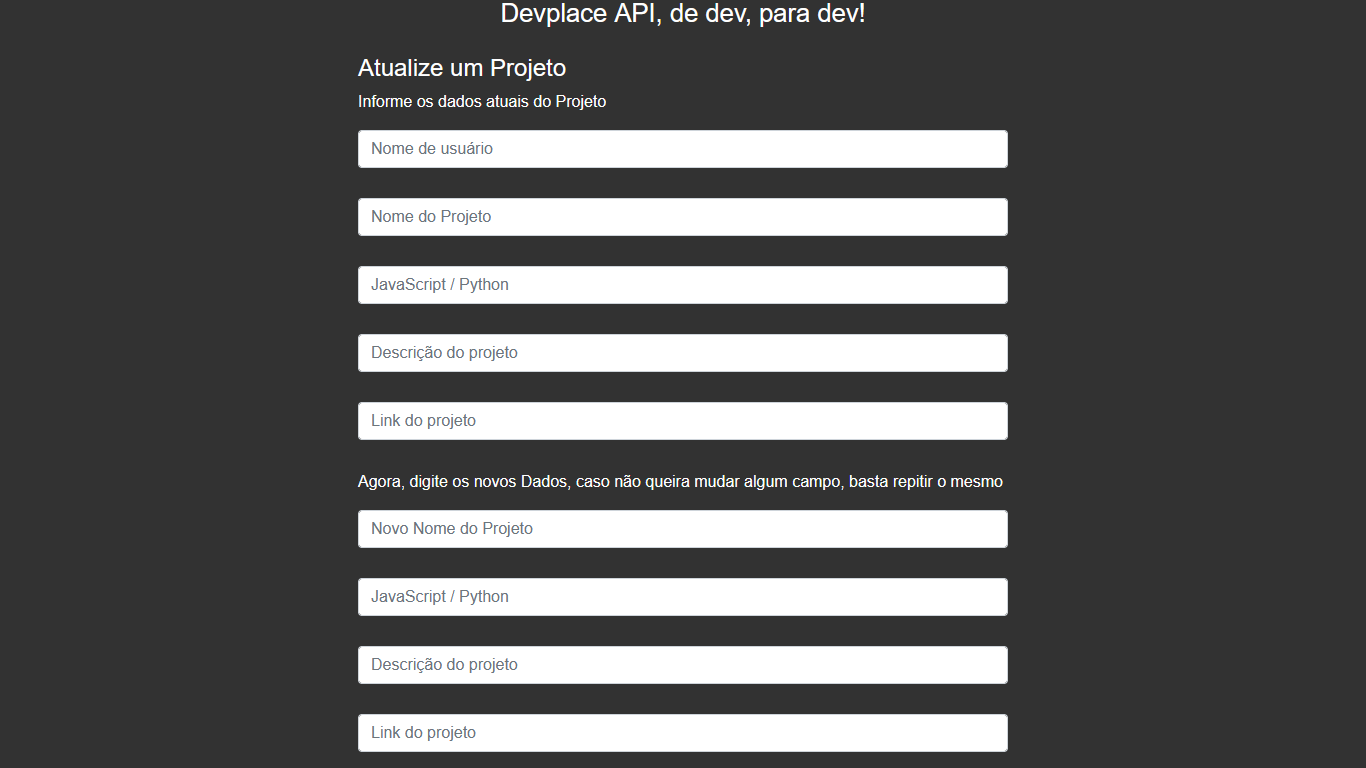 Devplace API, de dev, para dev!
Atualize um Projeto
Informe os dados atuais do Projeto
Nome de usuário
Nome do Projeto
JavaScript / Python
Descrição do projeto
Link do projeto
Agora, digite os novos Dados, caso não queira mudar algum campo, basta repitir o mesmo
Novo Nome do Projeto
JavaScript / Python
Descrição do projeto
Link do projeto